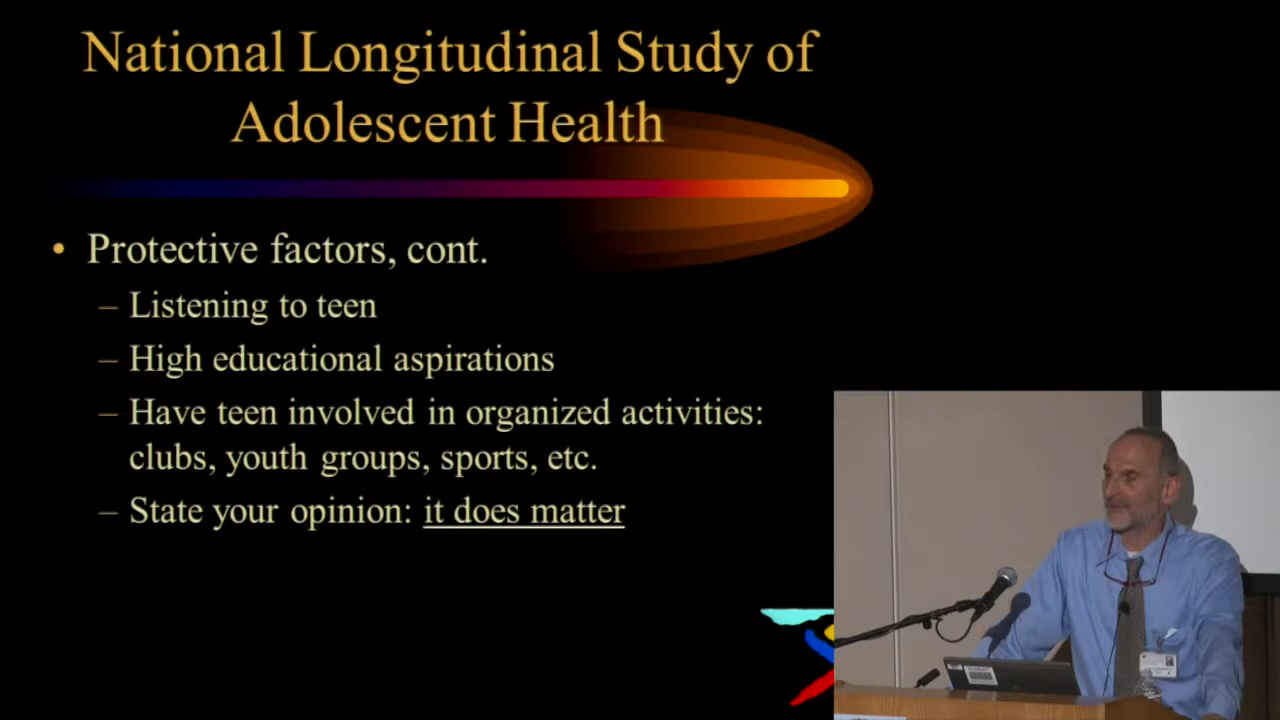 National Longitudinal Study of
Adolescent Health
• Protective factors, cont.
– Listening to teen
– High educational aspirations
– Have teen involved in organized activities:
clubs, youth groups, sports, etc.
– State your opinion: it does matter